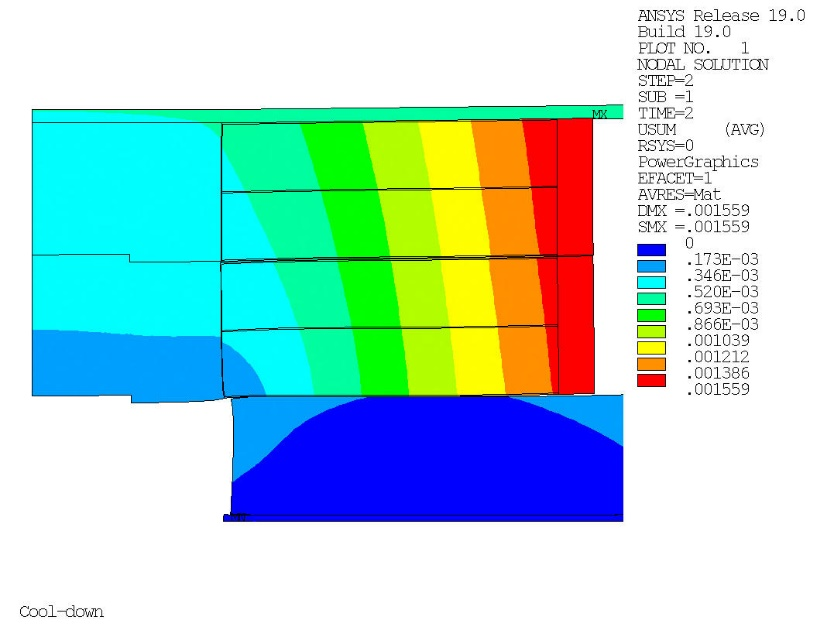 ANSYS Release 19.0
Build 19.0
PLOT NO. 1
NODAL SOLUTION
STEP=2
SUB =1
TIME=2
USUM (AVG)
RSYS=0
PowerGraphics
EFACET=1
AVRES=Mat
DMX =.001559
SMX =.001559
0
.173E-03
.346E-03
.520E-03
.693E-03
.866E-03
.001039
.001212
.001386
.001559
MX
Cool-down